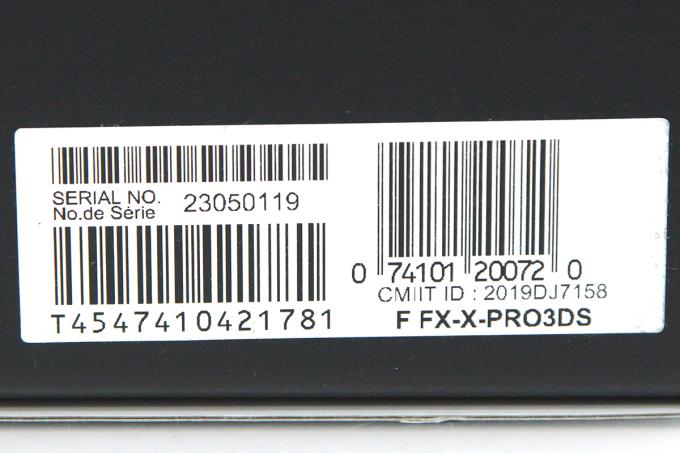 SERIAL NO.
No.de Série 23050119
T4547410421781
0 74101 20072 0
CMIIT ID : 2019DJ7158
F FX-X-PRO3DS